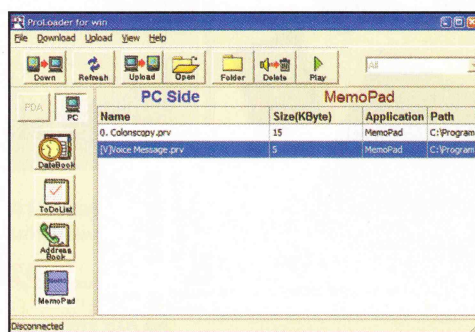 ProLoader for win
File Download Upload View Help
Down Refresh Upload Open Folder Delete Play All
PDA PC PC Side MemoPad
Name Size(KByte) Application Path
0. Colonscopy.prv 15 MemoPad C:\Program
[V]Voice Message.prv 5 MemoPad C:\Program
DateBook
ToDoList
Address
Book
MemoPad
Disconnected